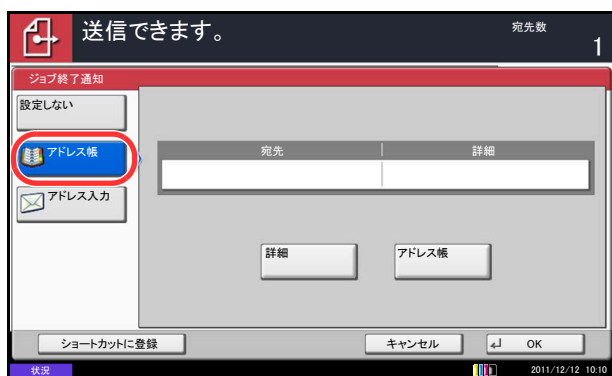 送信できます。
宛先数
1
ジョブ終了通知
設定しない
アドレス帳
アドレス入力
宛先
詳細
詳細
アドレス帳
ショートカットに登録
キャンセル
OK
状況
2011/12/12 10:10